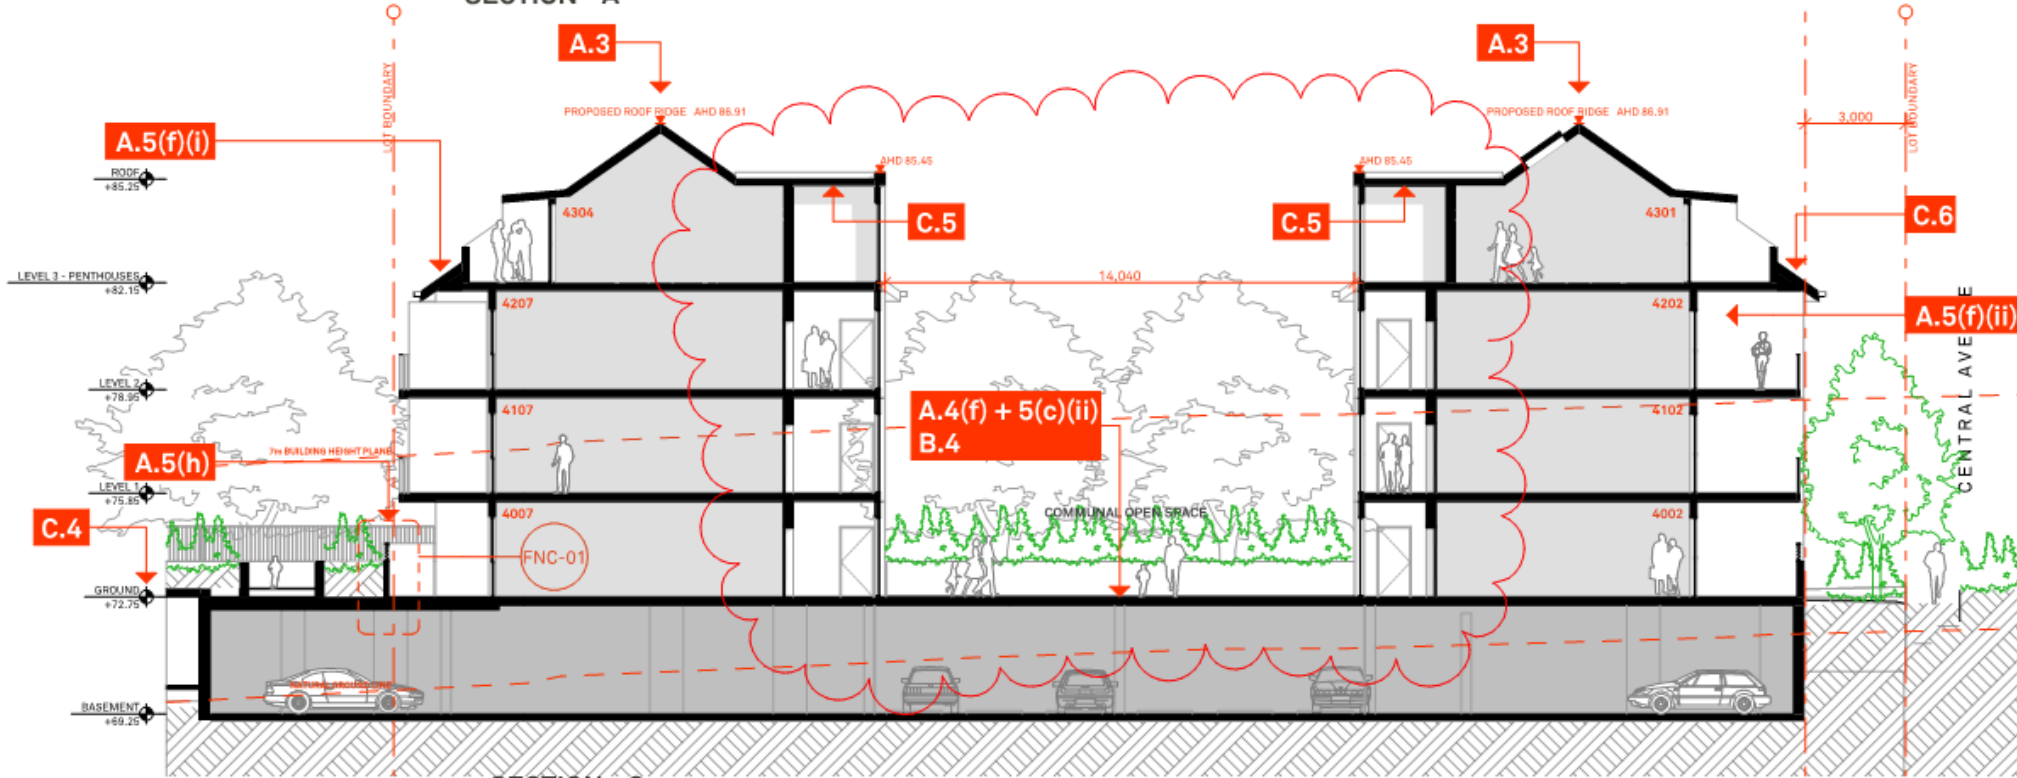 A.3
A.3
LOT BOUNDARY
LOT BOUNDARY
PROPOSED ROOF RIDGE AHD 86.91
PROPOSED ROOF RIDGE AHD 86.91
3,000
A.5(f)(i)
AHD 85.45
AHD 85.45
ROOF
+85.25
4304
C.5
C.5
4301
C.6
LEVEL 3 - PENTHOUSES
+82.15
14,040
4207
4202
A.5(f)(ii)
CENTRAL AVE
LEVEL 2
+78.95
4107
A.4(f) + 5(c)(ii)
B.4
4102
7m BUILDING HEIGHT PLANE
A.5(h)
LEVEL 1
+75.85
C.4
4007
COMMUNAL OPEN SPACE
4002
FNC-01
GROUND
+72.75
NATURAL GROUND LINE
BASEMENT
+69.25